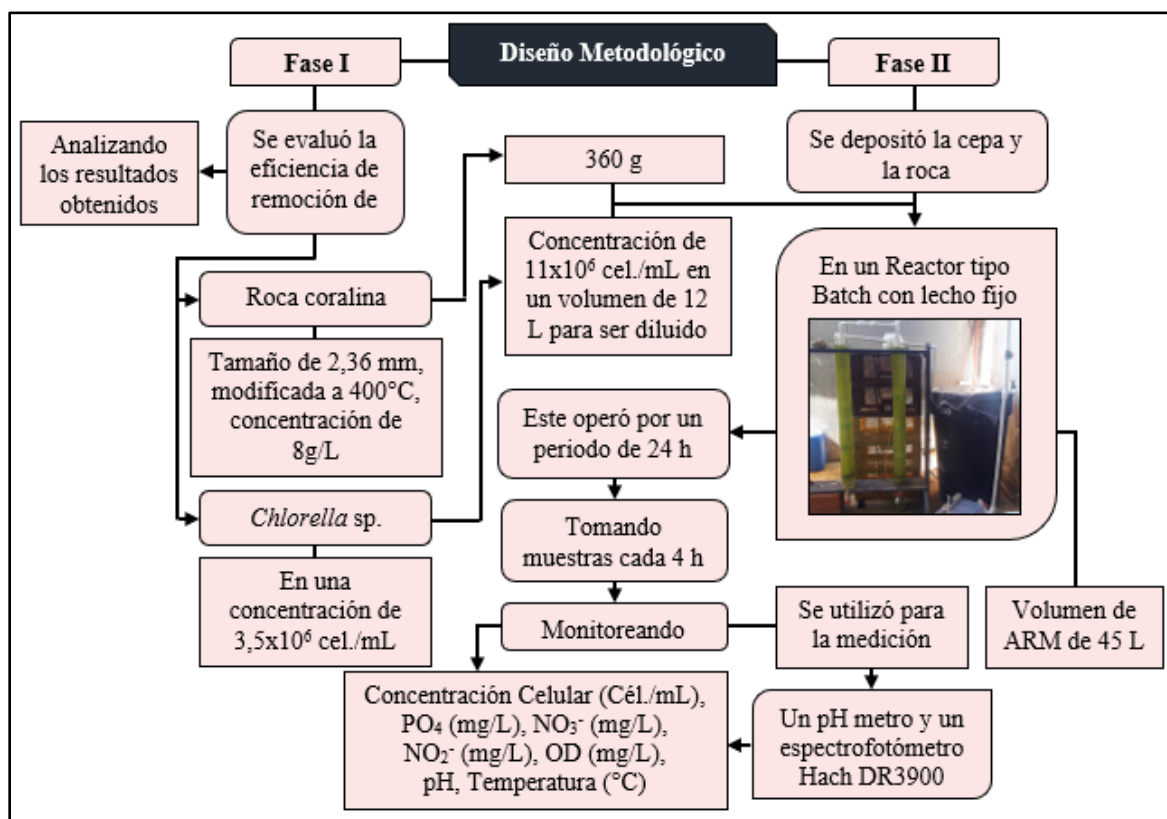 Diseño Metodológico
Fase I
Se evaluó la
eficiencia de
remoción de
Analizando
los resultados
obtenidos
Roca coralina
Tamaño de 2,36 mm,
modificada a 400°C,
concentración de
8g/L
Chlorella sp.
En una
concentración de
3,5x10⁶ cel./mL
360 g
Concentración de
11x10⁶ cel./mL en
un volumen de 12
L para ser diluido
Fase II
Se depositó la cepa y
la roca
En un Reactor tipo
Batch con lecho fijo
Volumen de
ARM de 45 L
Este operó por un
periodo de 24 h
Tomando
muestras cada 4 h
Monitoreando
Se utilizó para
la medición
Un pH metro y un
espectrofotómetro
Hach DR3900
Concentración Celular (Cél./mL),
PO₄ (mg/L), NO₃⁻ (mg/L),
NO₂⁻ (mg/L), OD (mg/L),
pH, Temperatura (°C)